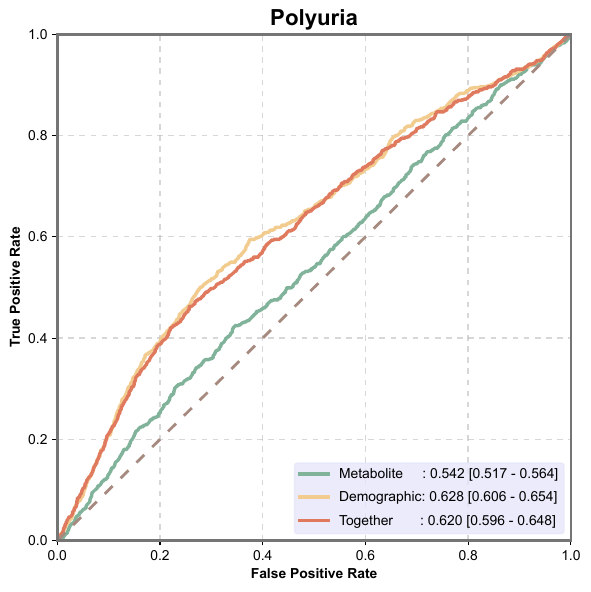 Polyuria
1.0
0.8
0.6
0.4
0.2
0.0
True Positive Rate
Metabolite : 0.542 [0.517 - 0.564]
Demographic: 0.628 [0.606 - 0.654]
Together : 0.620 [0.596 - 0.648]
0.0 0.2 0.4 0.6 0.8 1.0
False Positive Rate